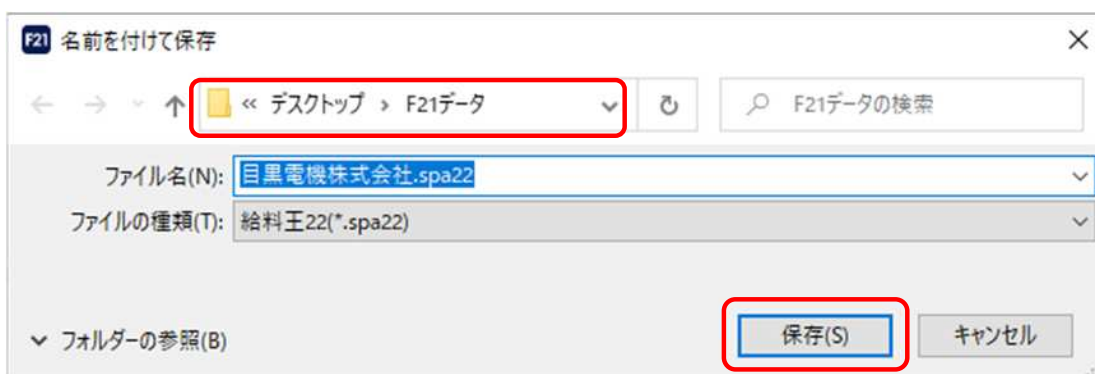 F21 名前を付けて保存
« デスクトップ › F21データ F21データの検索
ファイル名(N): 目黒電機株式会社.spa22
ファイルの種類(T): 給料王22(*.spa22)
フォルダーの参照(B) 保存(S) キャンセル